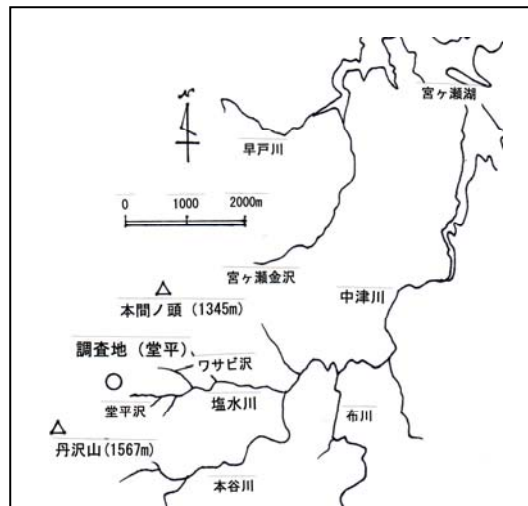 宮ヶ瀬湖
N
早戸川
0 1000 2000m
宮ヶ瀬金沢
中津川
本間ノ頭 (1345m)
調査地 (堂平)
ワサビ沢
堂平沢
塩水川
布川
丹沢山 (1567m)
本谷川